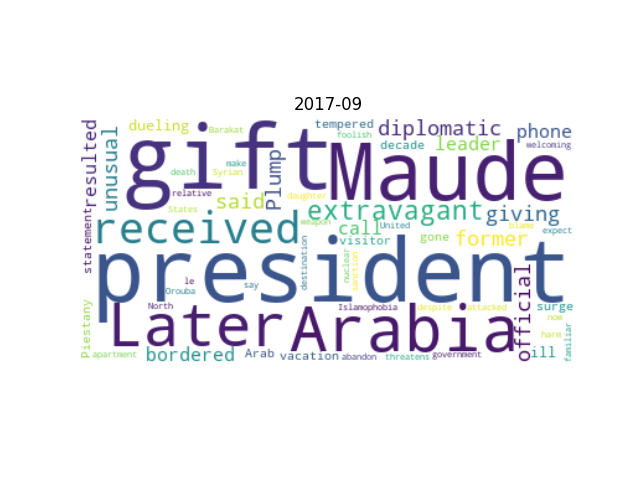 2017-09
tempered
dueling Barakat foolish diplomatic phone
gift Maude
resulted unusual Plump decade leader welcoming
death Syrian make
relative said daughter
States extravagant giving
received weapon call United blame
statement visitor gone former expect
president
destination nuclear sanction
le Orouba say
North Islamophobia despite attacked surge
Later Arabia official now
Piestany harm familiar
apartment bordered Arab vacation abandon threatens government ill